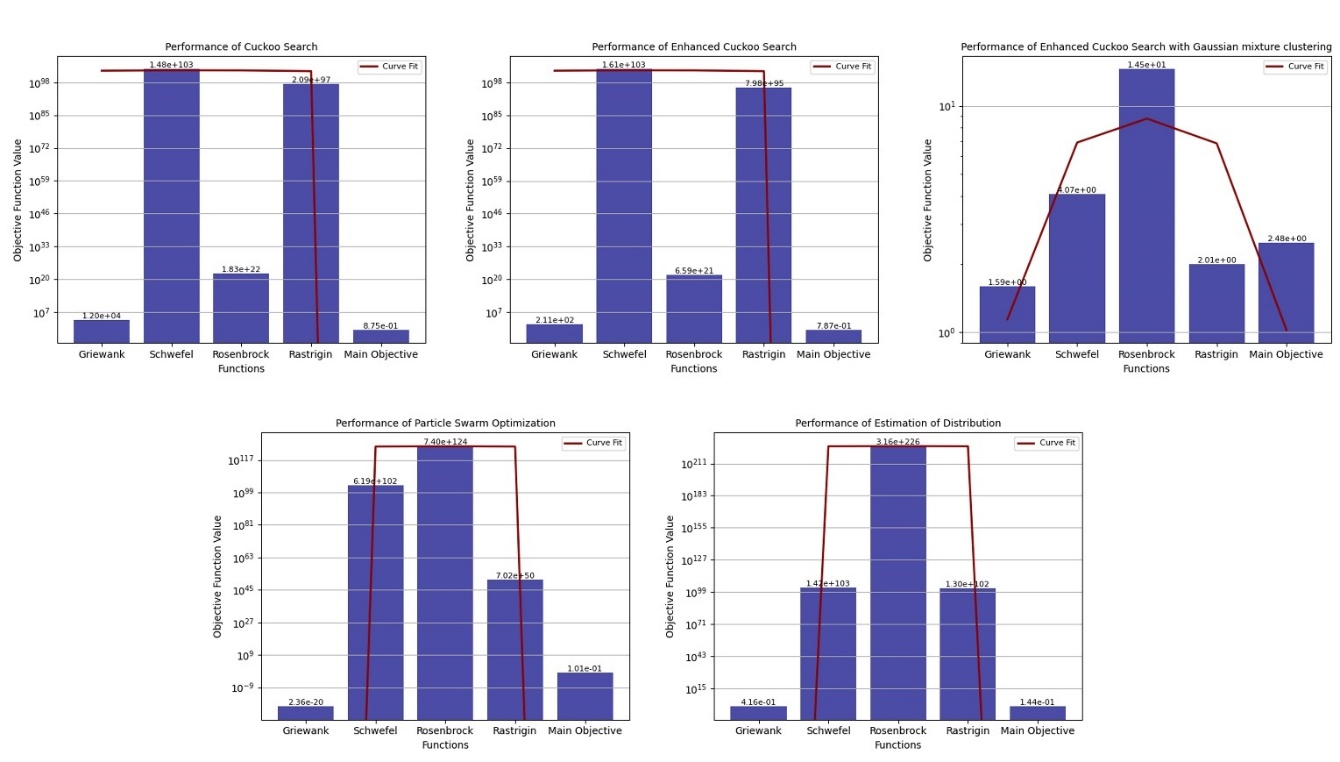 Performance of Cuckoo Search
Objective Function Value
10^98
10^85
10^72
10^59
10^46
10^33
10^20
10^7
1.20e+04
1.48e+103
1.83e+22
2.09e+97
8.75e-01
Curve Fit
Griewank Schwefel Rosenbrock Rastrigin Main Objective
Functions
Performance of Enhanced Cuckoo Search
Objective Function Value
10^98
10^85
10^72
10^59
10^46
10^33
10^20
10^7
2.11e+02
1.61e+103
6.59e+21
7.98e+95
7.87e-01
Curve Fit
Griewank Schwefel Rosenbrock Rastrigin Main Objective
Functions
Performance of Enhanced Cuckoo Search with Gaussian mixture clustering
Objective Function Value
10^1
10^0
1.59e+00
4.07e+00
1.45e+01
2.01e+00
2.48e+00
Curve Fit
Griewank Schwefel Rosenbrock Rastrigin Main Objective
Functions
Performance of Particle Swarm Optimization
Objective Function Value
10^117
10^99
10^81
10^63
10^45
10^27
10^9
10^−9
2.36e-20
6.19e+102
7.40e+124
7.02e+50
1.01e-01
Curve Fit
Griewank Schwefel Rosenbrock Rastrigin Main Objective
Functions
Performance of Estimation of Distribution
Objective Function Value
10^211
10^183
10^155
10^127
10^99
10^71
10^43
10^15
4.16e-01
1.42e+103
3.16e+226
1.30e+102
1.44e-01
Curve Fit
Griewank Schwefel Rosenbrock Rastrigin Main Objective
Functions